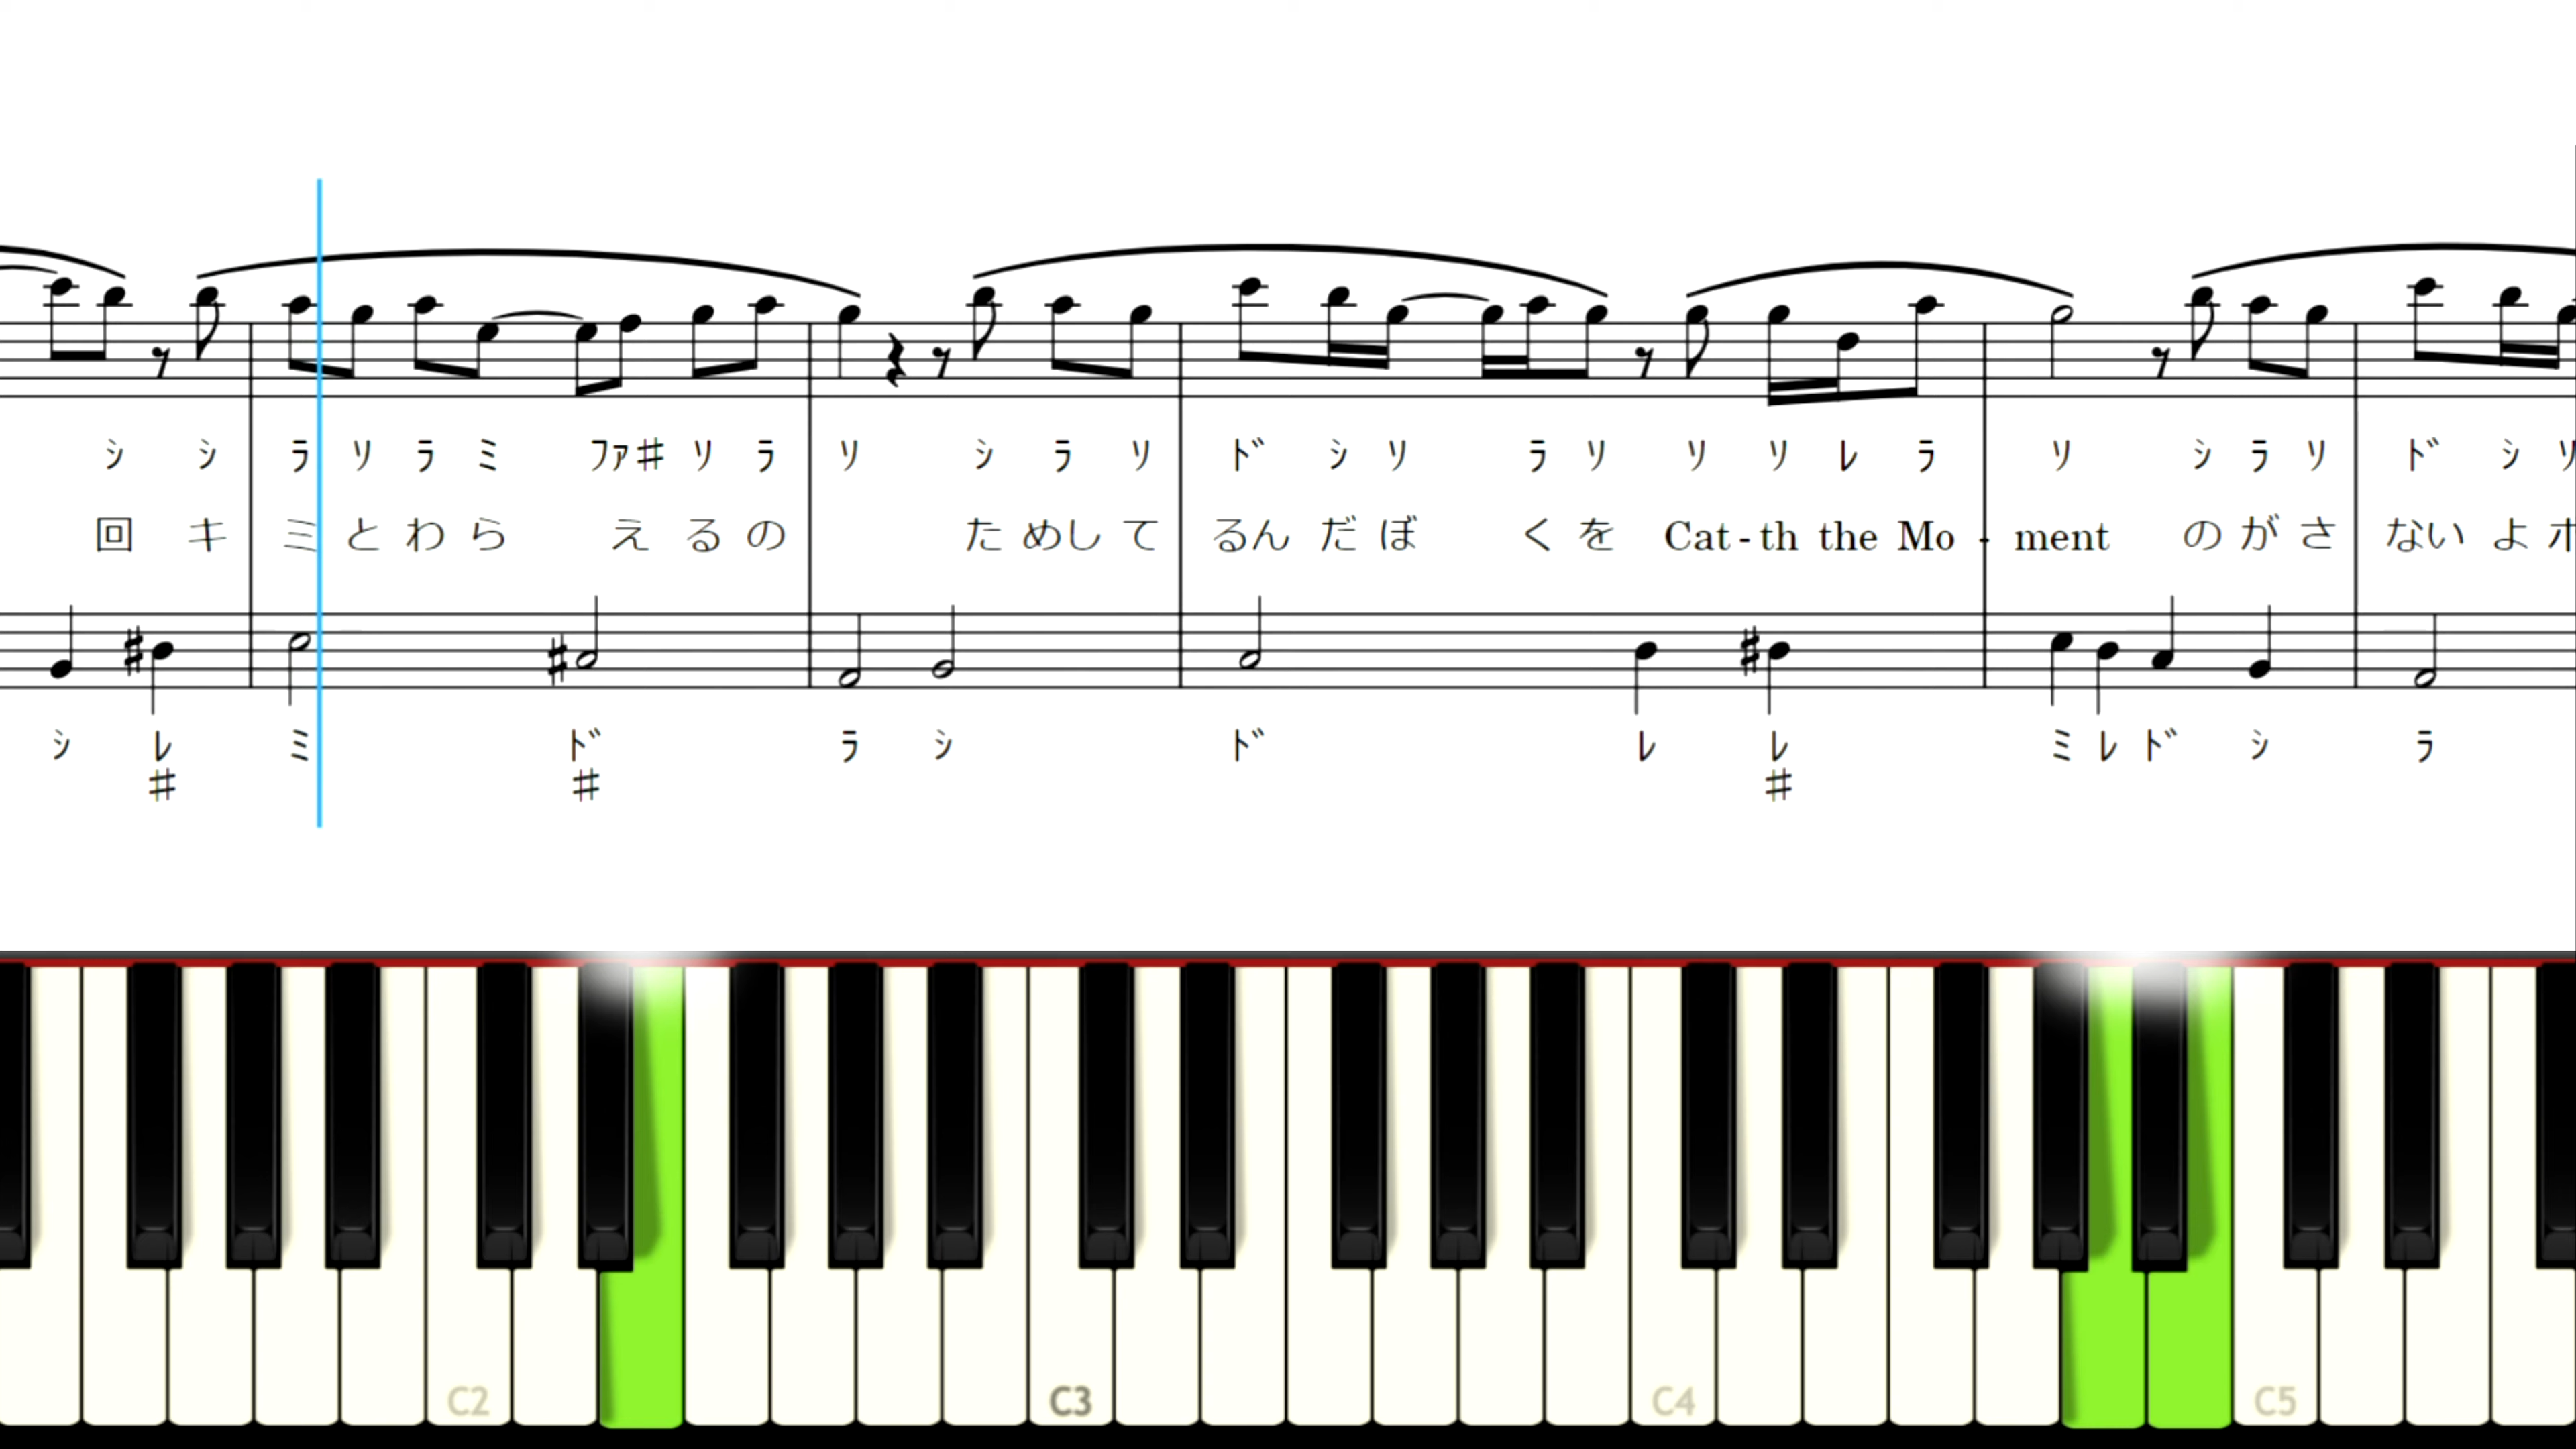 ｼ ｼ ﾗ ｿ ﾗ ﾐ ﾌｧ♯ ｿ ﾗ ｿ ｼ ﾗ ｿ ﾄﾞ ｼ ｿ ﾗ ｿ ｿ ｿ ﾚ ﾗ ｿ ｼ ﾗ ｿ ﾄﾞ ｼ ｿ
回 キ ミ と わ ら え る の た めし て るん だ ぼ く を Cat - th the Mo - ment の が さ ない よ ホ
ｼ ﾚ ﾐ ﾄﾞ ﾗ ｼ ﾄﾞ ﾚ ﾚ ﾐ ﾚ ﾄﾞ ｼ ﾗ
♯ ♯ ♯
C2 C3 C4 C5